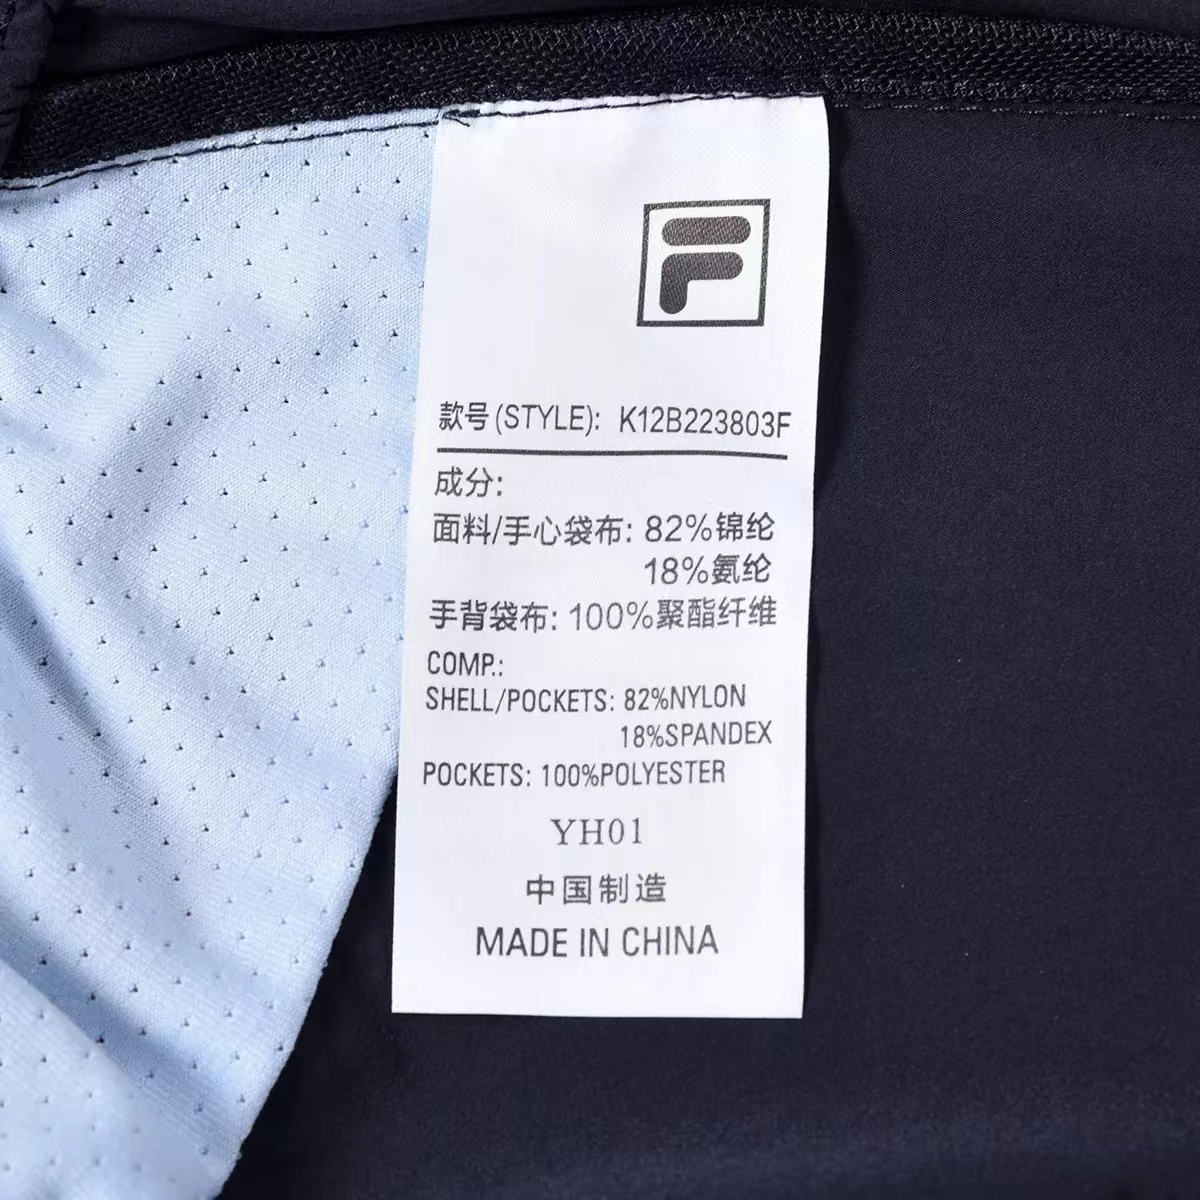 F
款号(STYLE): K12B223803F
成分:
面料/手心袋布: 82%锦纶
18%氨纶
手背袋布: 100%聚酯纤维
COMP.:
SHELL/POCKETS: 82%NYLON
18%SPANDEX
POCKETS: 100%POLYESTER
YH01
中国制造
MADE IN CHINA